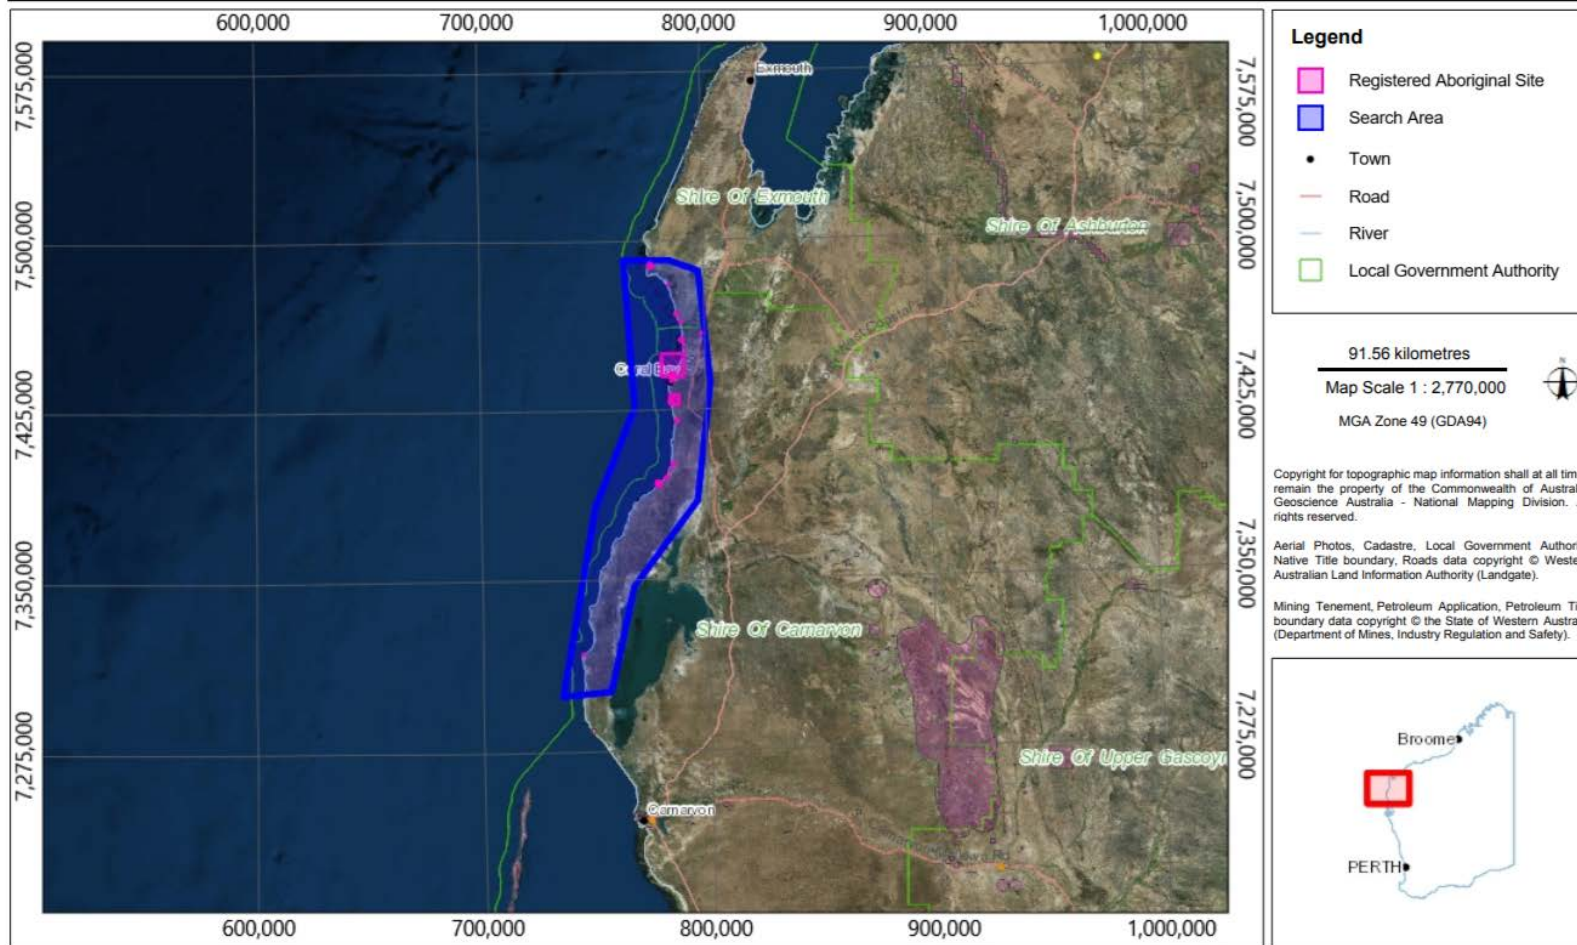 600,000
700,000
800,000
900,000
1,000,000
7,575,000
7,500,000
7,425,000
7,350,000
7,275,000
Exmouth
Shire Of Exmouth
Shire Of Ashburton
Shire Of Carnarvon
Shire Of Upper Gascoyn
Carnarvon
7,575,000
7,500,000
7,425,000
7,350,000
7,275,000
600,000
700,000
800,000
900,000
1,000,000
Legend
Registered Aboriginal Site
Search Area
Town
Road
River
Local Government Authority
91.56 kilometres
Map Scale 1 : 2,770,000
MGA Zone 49 (GDA94)
N
Copyright for topographic map information shall at all tim
remain the property of the Commonwealth of Austral
Geoscience Australia - National Mapping Division.
rights reserved.
Aerial Photos, Cadastre, Local Government Authori
Native Title boundary, Roads data copyright © Weste
Australian Land Information Authority (Landgate).
Mining Tenement, Petroleum Application, Petroleum Ti
boundary data copyright © the State of Western Austra
(Department of Mines, Industry Regulation and Safety).
Broome
PERTH